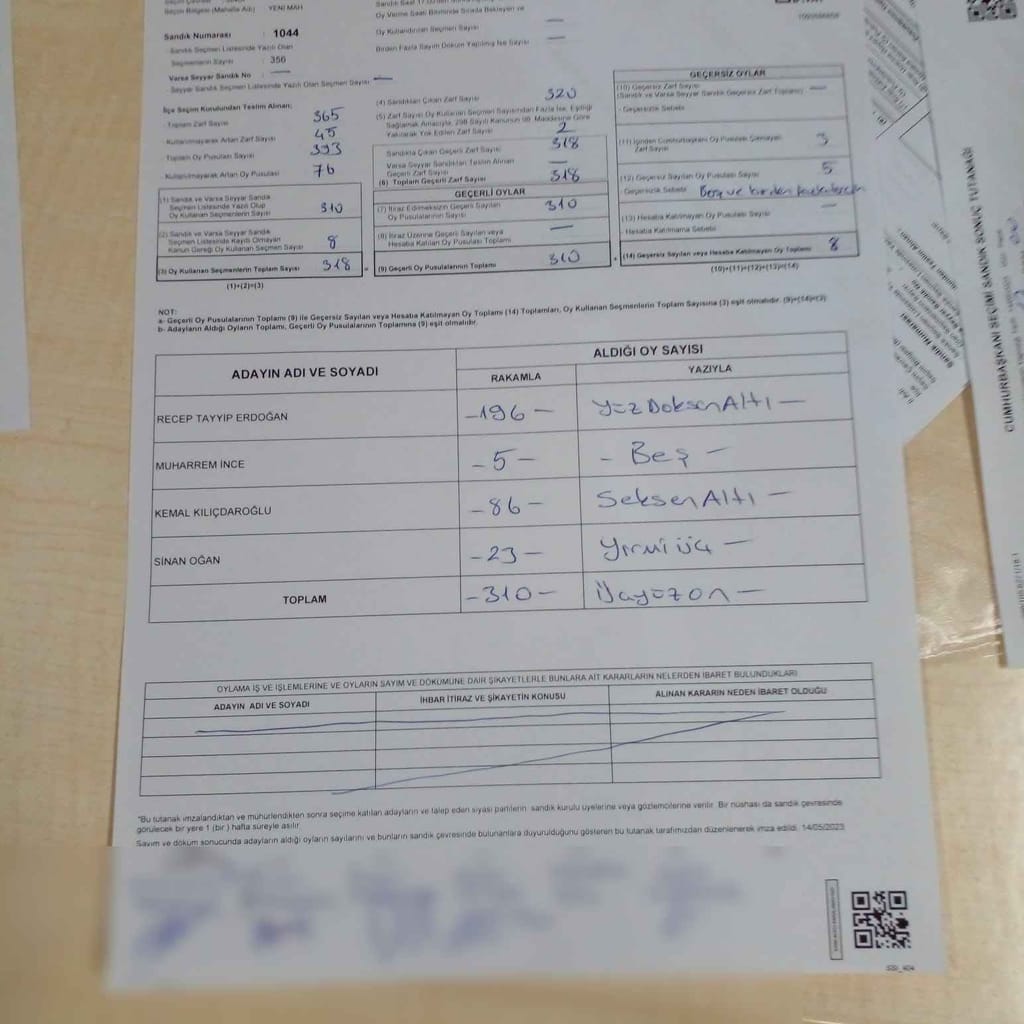 Seçim Bölgesi (Mahalle Adı) : YENİ MAH.
Sandık Numarası : 1044
- Sandık Seçmen Listesinde Yazılı Olan
Seçmenlerin Sayısı : 356
Varsa Seyyar Sandık No : —
- Seyyar Sandık Seçmen Listesinde Yazılı Olan Seçmen Sayısı : —
Oy Verme Saati Bitiminde Sırada Bekleyen ve
Oy Kullandırılan Seçmen Sayısı —
Birden Fazla Sayım Döküm Yapılmış İse Sayısı —
İlçe Seçim Kurulundan Teslim Alınan;
- Toplam Zarf Sayısı 365
- Kullanılmayarak Artan Zarf Sayısı 45
- Toplam Oy Pusulası Sayısı 393
- Kullanılmayarak Artan Oy Pusulası 76
(1) Sandık ve Varsa Seyyar Sandık
Seçmen Listesinde Yazılı Olup
Oy Kullanan Seçmenlerin Sayısı 310
(2) Sandık ve Varsa Seyyar Sandık
Seçmen Listesinde Kayıtlı Olmayan
Kanun Gereği Oy Kullanan Seçmen Sayısı 8
(3) Oy Kullanan Seçmenlerin Toplam Sayısı 318
(1)+(2)=(3)
(4) Sandıktan Çıkan Zarf Sayısı 320
(5) Zarf Sayısı Oy Kullanan Seçmen Sayısından Fazla İse, Eşitliği
Sağlamak Amacıyla, 298 Sayılı Kanunun 98. Maddesine Göre
Yakılarak Yok Edilen Zarf Sayısı 2
Sandıkta Çıkan Geçerli Zarf Sayısı 318
Varsa Seyyar Sandıktan Teslim Alınan
Geçerli Zarf Sayısı —
(6) Toplam Geçerli Zarf Sayısı 318
GEÇERLİ OYLAR
(7) İtiraz Edilmeksizin Geçerli Sayılan
Oy Pusulalarının Sayısı 310
(8) İtiraz Üzerine Geçerli Sayılan veya
Hesaba Katılan Oy Pusulası Toplamı —
(9) Geçerli Oy Pusulalarının Toplamı 310
GEÇERSİZ OYLAR
(10) Geçersiz Zarf Sayısı
(Sandık ve Varsa Seyyar Sandık Geçersiz Zarf Toplamı) —
- Geçersizlik Sebebi
(11) İçinden Cumhurbaşkanı Oy Pusulası Çıkmayan
Zarf Sayısı 3
(12) Geçersiz Sayılan Oy Pusulası Sayısı 5
- Geçersizlik Sebebi Boş ve birden fazla
(13) Hesaba Katılmayan Oy Pusulası Sayısı —
- Hesaba Katılmama Sebebi
(14) Geçersiz Sayılan veya Hesaba Katılmayan Oy Toplamı 8
(10)+(11)+(12)+(13)=(14)
NOT:
a- Geçerli Oy Pusulalarının Toplamı (9) ile Geçersiz Sayılan veya Hesaba Katılmayan Oy Toplamı (14) Toplamları, Oy Kullanan Seçmenlerin Toplam Sayısına (3) eşit olmalıdır. (9)+(14)=(3)
b- Adayların Aldığı Oyların Toplamı, Geçerli Oy Pusulalarının Toplamına (9) eşit olmalıdır.
ADAYIN ADI VE SOYADI
ALDIĞI OY SAYISI
RAKAMLA YAZIYLA
RECEP TAYYİP ERDOĞAN -196- YüzDoksanAltı -
MUHARREM İNCE -5- - Beş -
KEMAL KILIÇDAROĞLU -86- SeksenAltı -
SİNAN OĞAN -23- Yirmi üç -
TOPLAM -310- Üçyüzon -
OYLAMA İŞ VE İŞLEMLERİNE VE OYLARIN SAYIM VE DÖKÜMÜNE DAİR ŞİKAYETLERLE BUNLARA AİT KARARLARIN NELERDEN İBARET BULUNDUKLARI
ADAYIN ADI VE SOYADI İHBAR İTİRAZ VE ŞİKAYETİN KONUSU ALINAN KARARIN NEDEN İBARET OLDUĞU
*Bu tutanak imzalandıktan ve mühürlendikten sonra seçime katılan adayların ve talep eden siyasi partilerin sandık kurulu üyelerine veya gözlemcilerine verilir. Bir nüshası da sandık çevresinde
görülecek bir yere 1 (bir) hafta süreyle asılır.
Sayım ve döküm sonucunda adayların aldığı oyların sayılarını ve bunların sandık çevresinde bulunanlara duyurulduğunu gösteren bu tutanak tarafımızdan düzenlenerek imza edildi. 14/05/2023
CUMHURBAŞKANI SEÇİMİ SANDIK SONUÇ TUTANAĞI